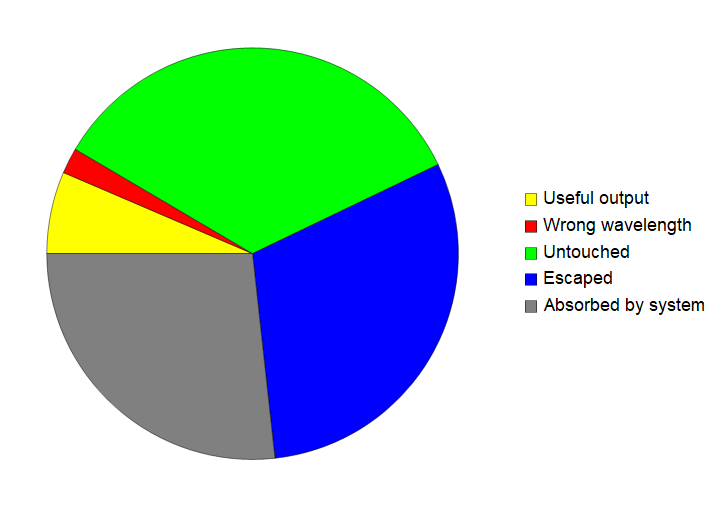 Useful output
Wrong wavelength
Untouched
Escaped
Absorbed by system